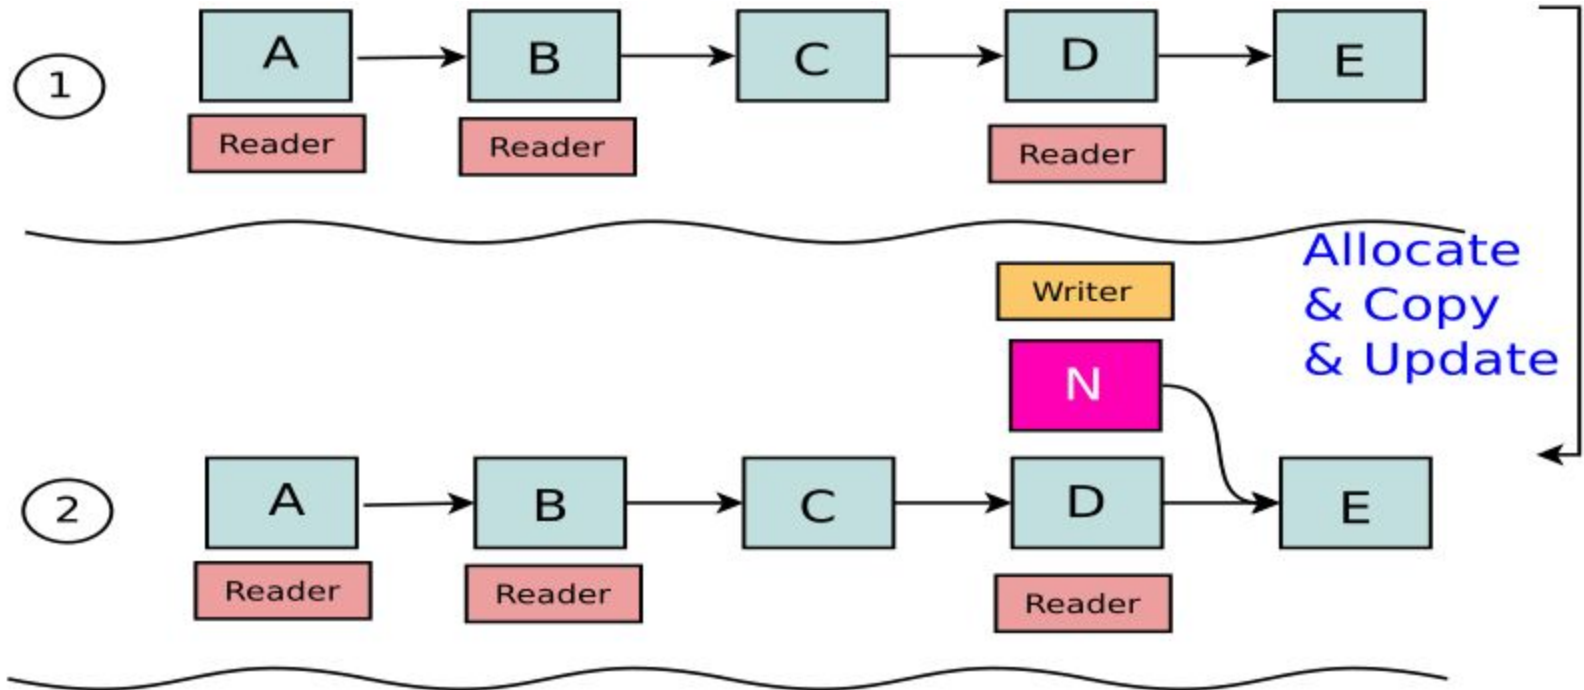 A
B
C
D
E
1
Reader
Reader
Reader
Allocate
& Copy
& Update
Writer
N
2
A
B
C
D
E
Reader
Reader
Reader